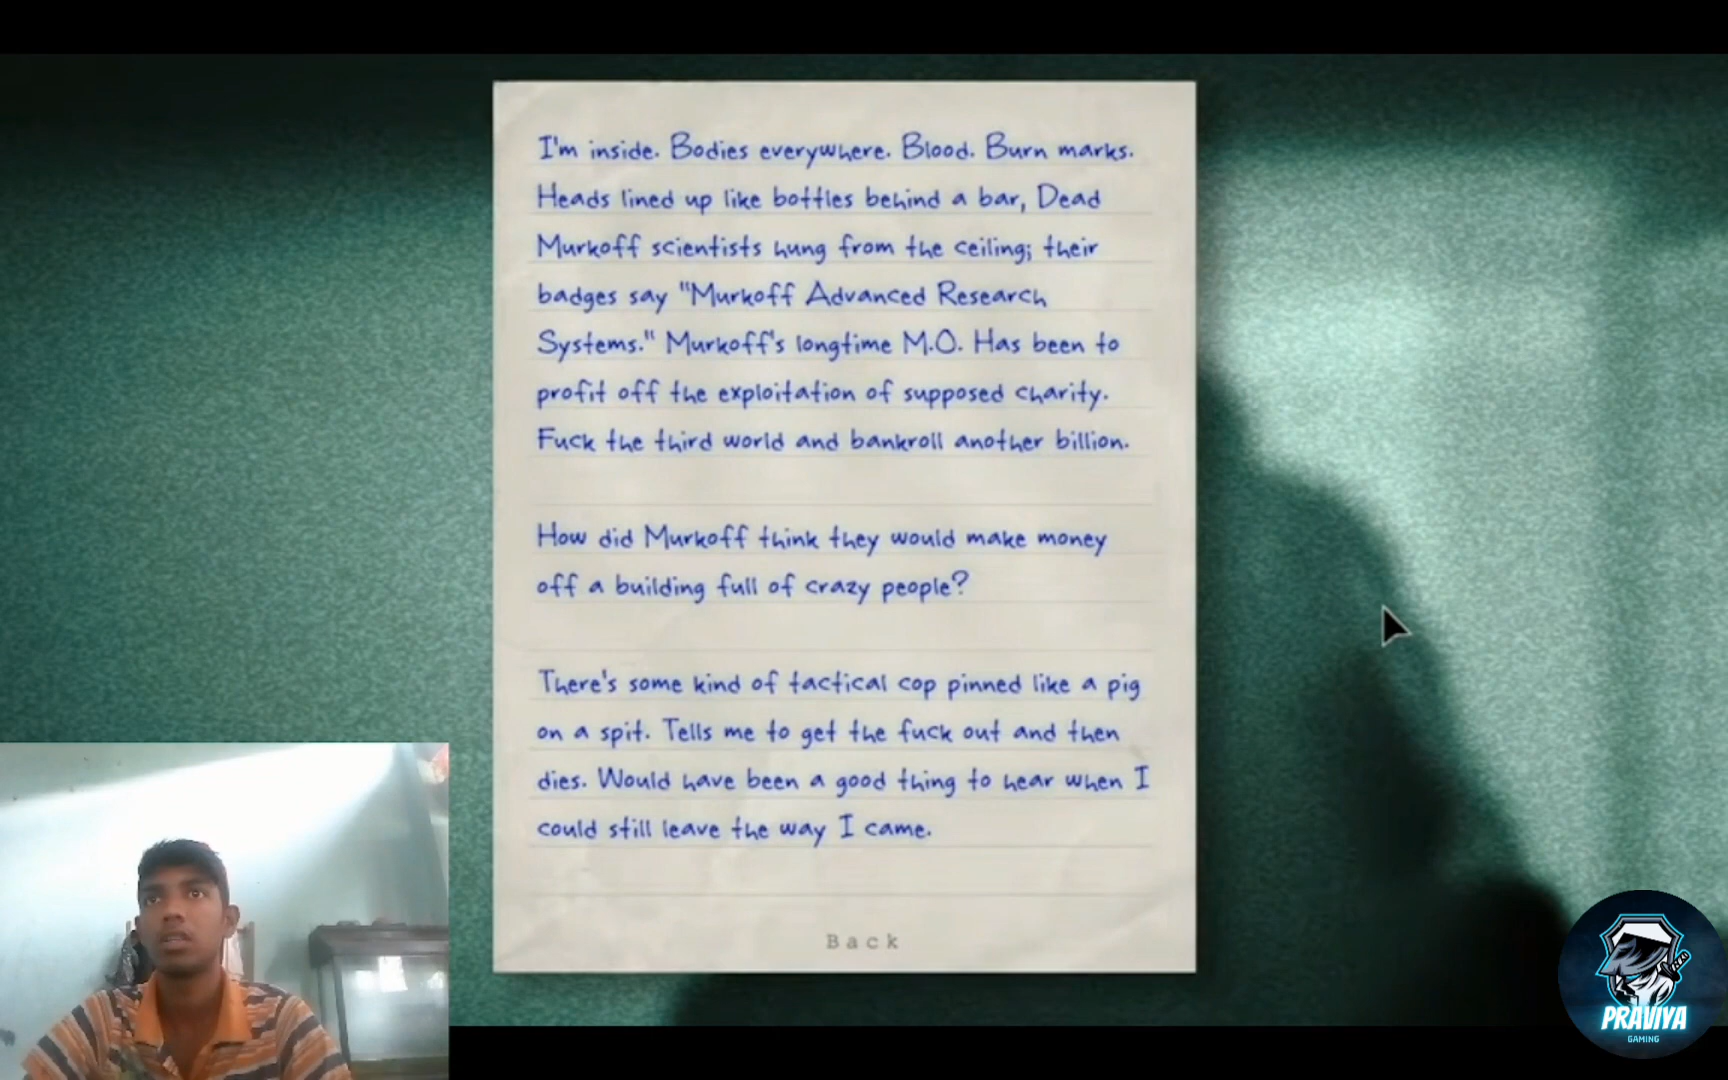 I'm inside. Bodies everywhere. Blood. Burn marks.
Heads lined up like bottles behind a bar, Dead
Murkoff scientists hung from the ceiling; their
badges say "Murkoff Advanced Research
Systems." Murkoff's longtime M.O. Has been to
profit off the exploitation of supposed charity.
Fuck the third world and bankroll another billion.
How did Murkoff think they would make money
off a building full of crazy people?
There's some kind of tactical cop pinned like a pig
on a spit. Tells me to get the fuck out and then
dies. Would have been a good thing to hear when I
could still leave the way I came.
Back
PRAVIYA
GAMING